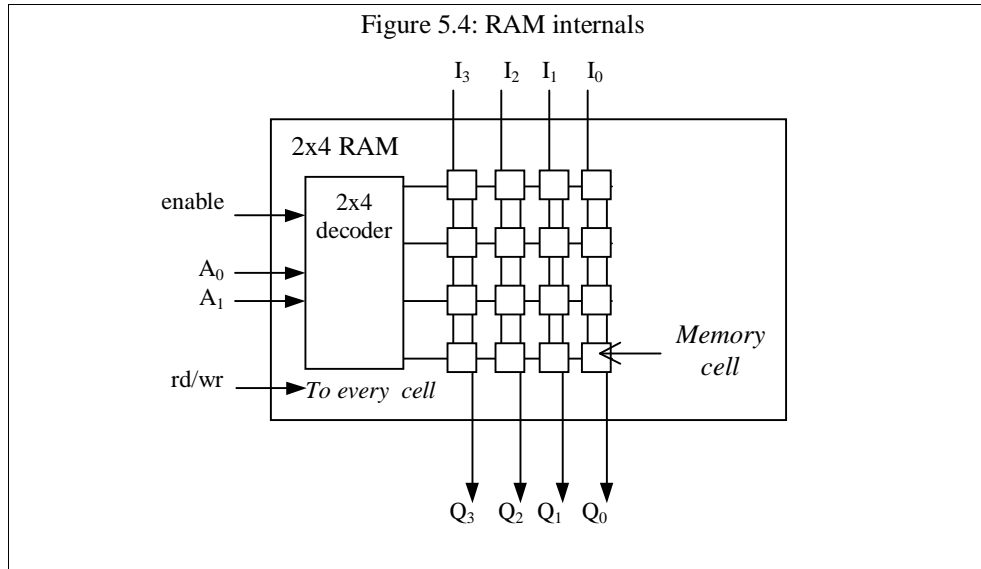 Figure 5.4: RAM internals
I₃ I₂ I₁ I₀
2x4 RAM
enable
2x4
decoder
A₀
A₁
Memory
cell
rd/wr
To every cell
Q₃ Q₂ Q₁ Q₀